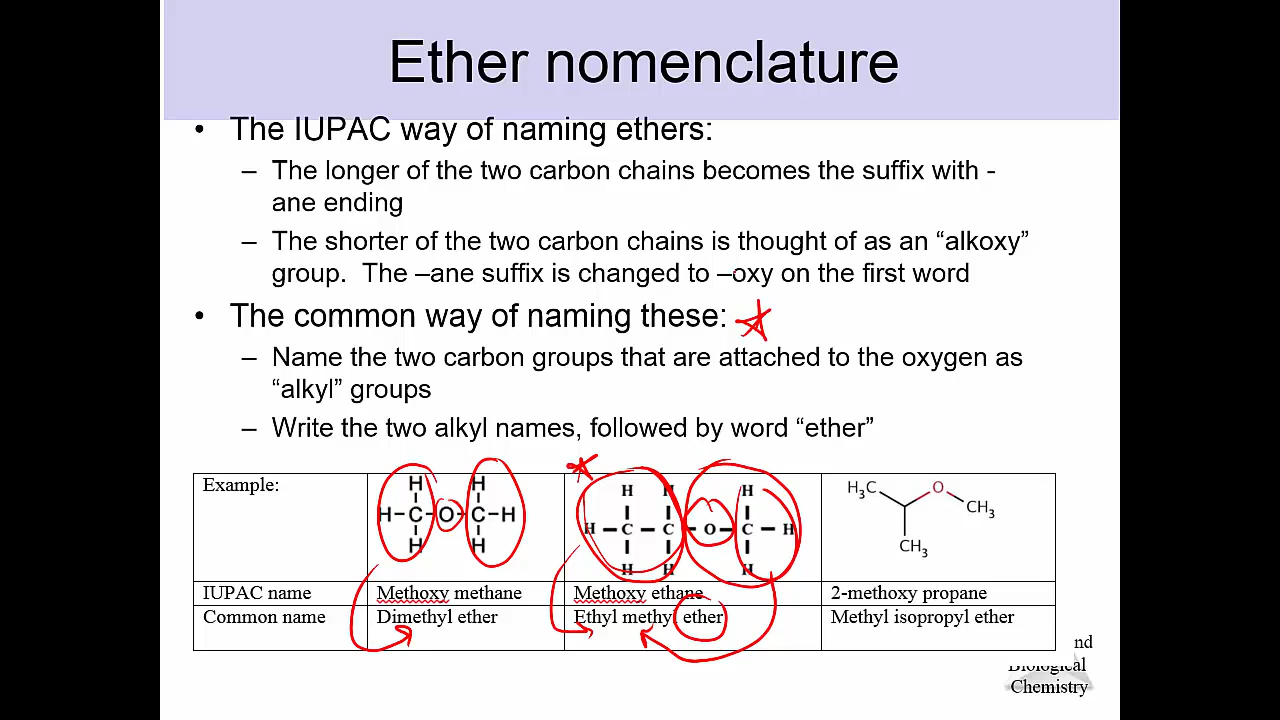 Ether nomenclature
• The IUPAC way of naming ethers:
– The longer of the two carbon chains becomes the suffix with -
ane ending
– The shorter of the two carbon chains is thought of as an “alkoxy”
group. The –ane suffix is changed to –oxy on the first word
• The common way of naming these:
– Name the two carbon groups that are attached to the oxygen as
“alkyl” groups
– Write the two alkyl names, followed by word “ether”
Example:
H H
H–C–O–C–H
H H
H H H
H–C–C–O–C–H
H H H
H₃C O CH₃
CH₃
IUPAC name Methoxy methane Methoxy ethane 2-methoxy propane
Common name Dimethyl ether Ethyl methyl ether Methyl isopropyl ether
nd
Biological
Chemistry